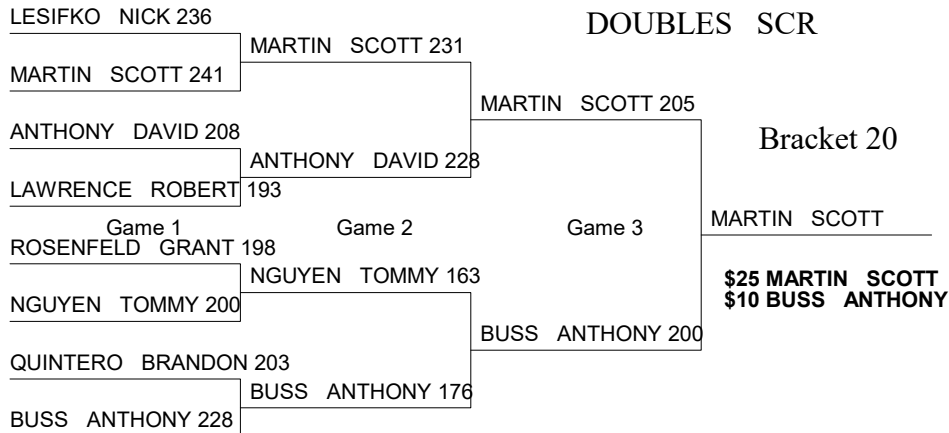 LESIFKO NICK 236
DOUBLES SCR
MARTIN SCOTT 231
MARTIN SCOTT 241
MARTIN SCOTT 205
ANTHONY DAVID 208
Bracket 20
ANTHONY DAVID 228
LAWRENCE ROBERT 193
Game 1
Game 2
Game 3
MARTIN SCOTT
ROSENFELD GRANT 198
NGUYEN TOMMY 163
$25 MARTIN SCOTT
$10 BUSS ANTHONY
NGUYEN TOMMY 200
BUSS ANTHONY 200
QUINTERO BRANDON 203
BUSS ANTHONY 176
BUSS ANTHONY 228